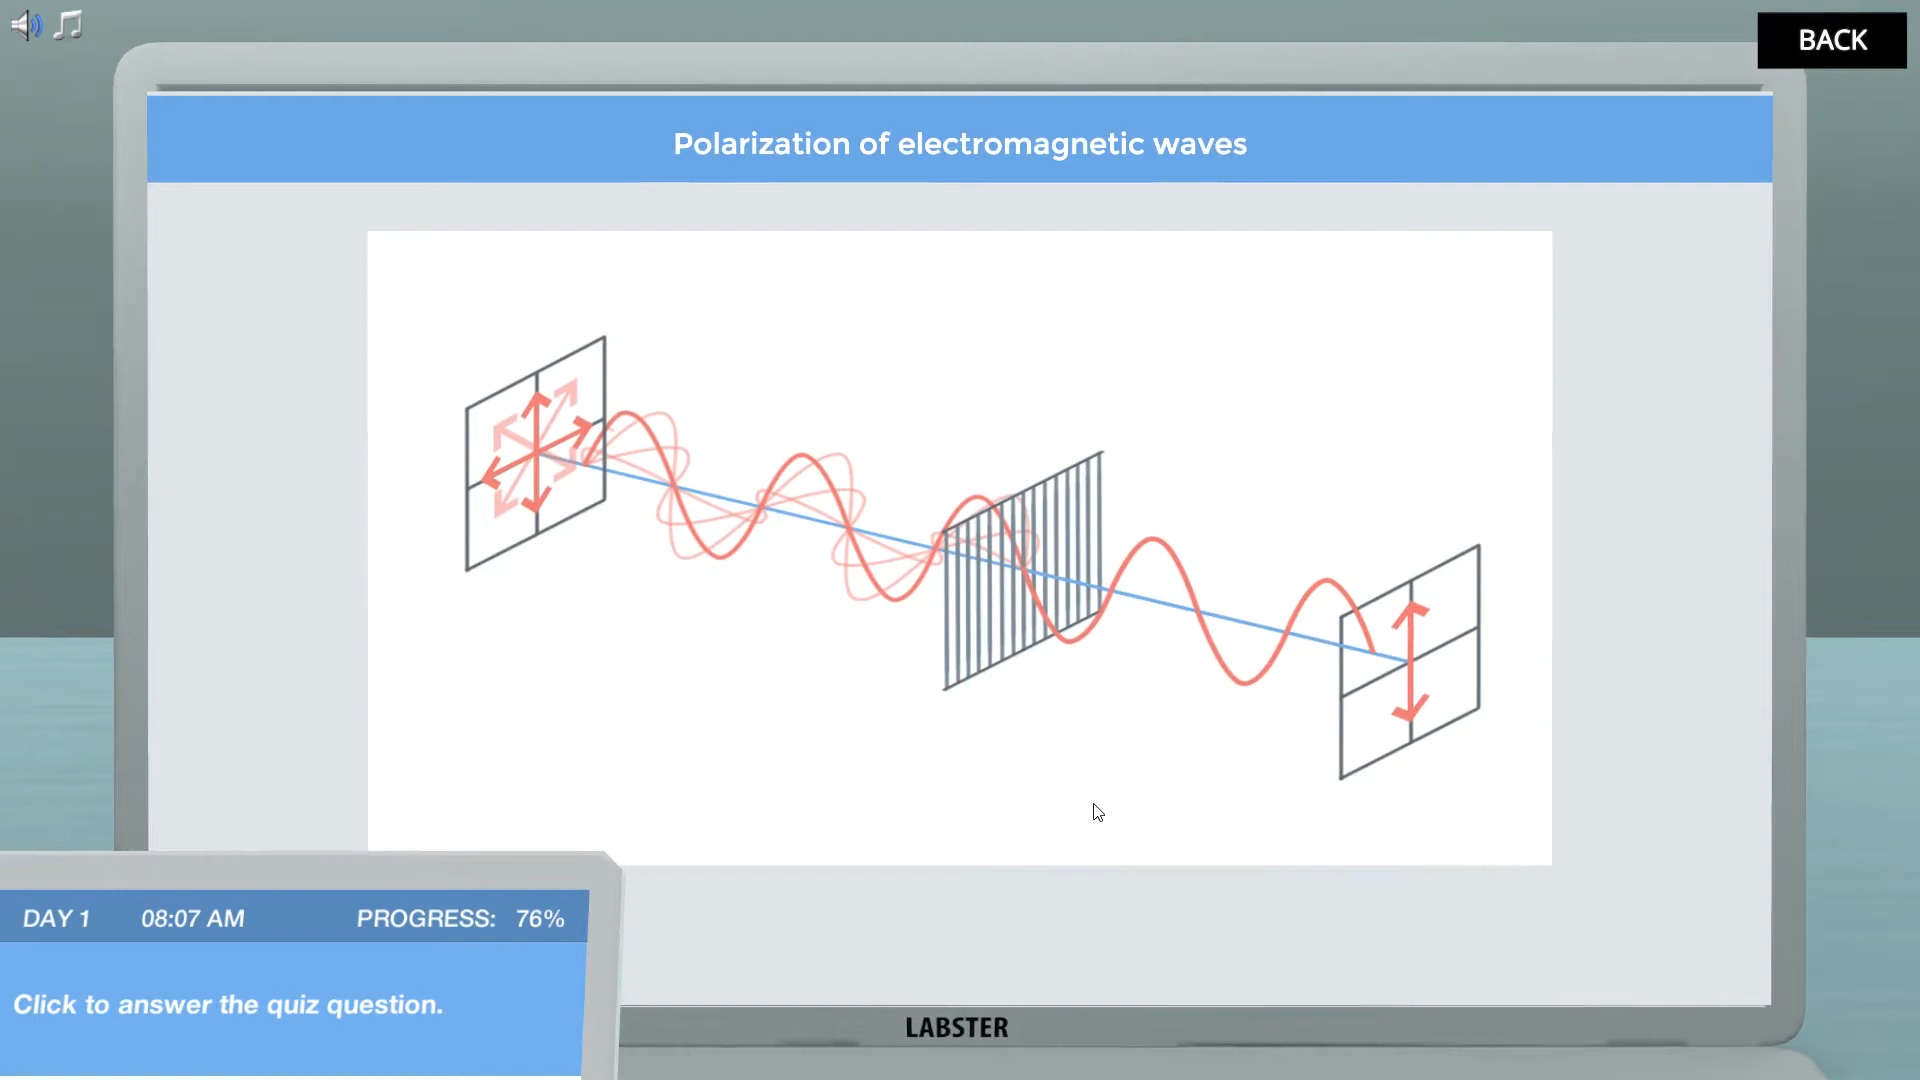 BACK
Polarization of electromagnetic waves
DAY 1 08:07 AM PROGRESS: 76%
Click to answer the quiz question.
LABSTER